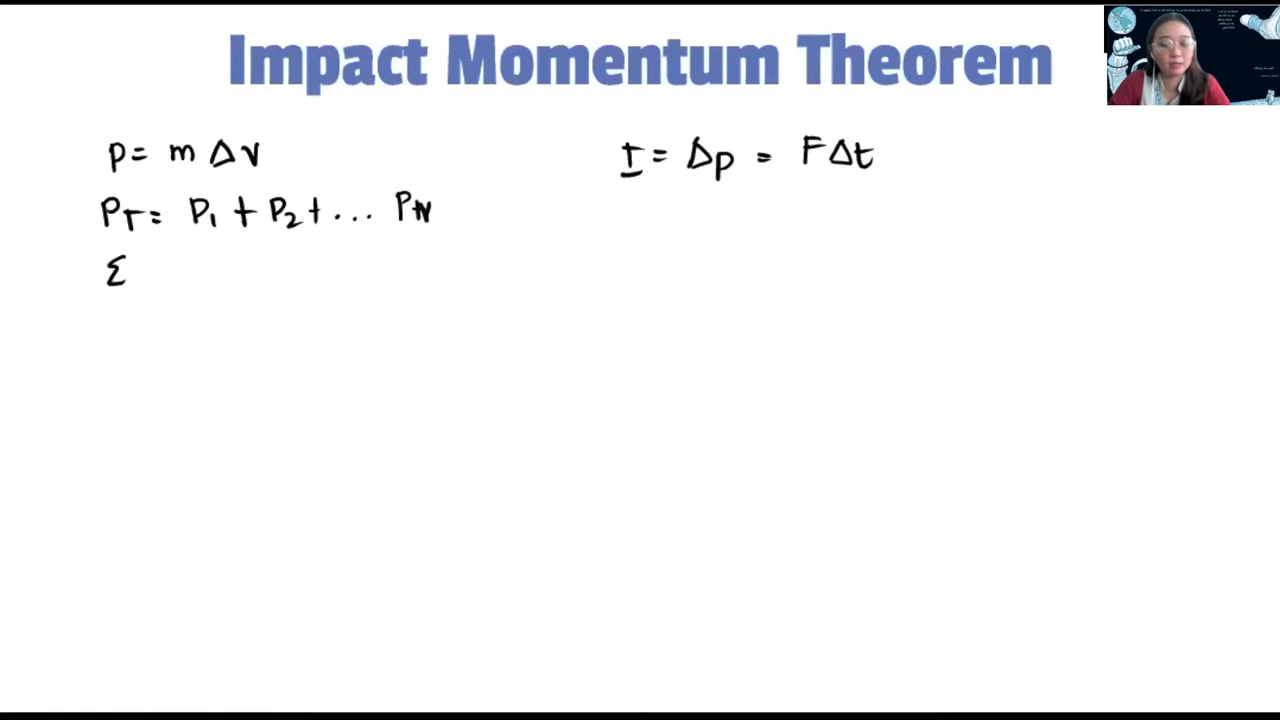 Impact Momentum Theorem
p = m Δv
I = Δp = FΔt
PT = P1 + P2 + ... PN
Σ